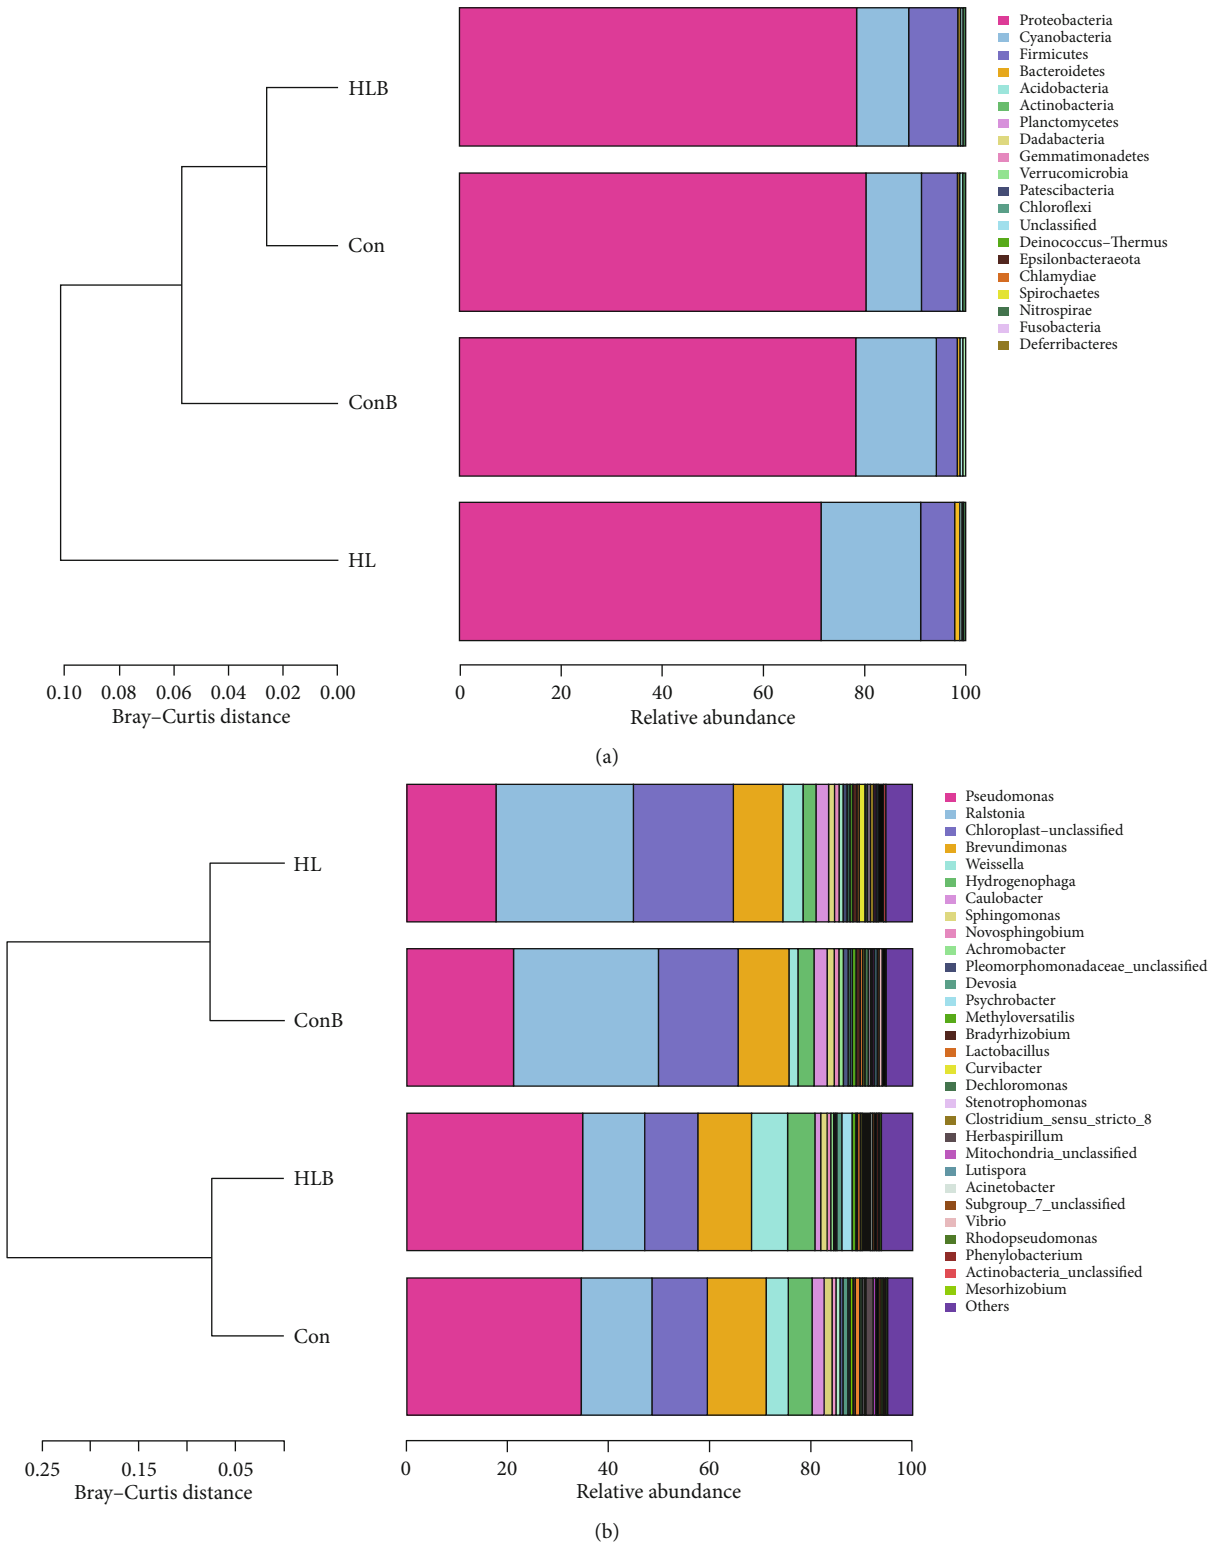 HLB
Con
ConB
HL
0.10 0.08 0.06 0.04 0.02 0.00
Bray–Curtis distance
0 20 40 60 80 100
Relative abundance
Proteobacteria
Cyanobacteria
Firmicutes
Bacteroidetes
Acidobacteria
Actinobacteria
Planctomycetes
Dadabacteria
Gemmatimonadetes
Verrucomicrobia
Patescibacteria
Chloroflexi
Unclassified
Deinococcus–Thermus
Epsilonbacteraeota
Chlamydiae
Spirochaetes
Nitrospirae
Fusobacteria
Deferribacteres
(a)
HL
ConB
HLB
Con
0.25 0.15 0.05
Bray–Curtis distance
0 20 40 60 80 100
Relative abundance
Pseudomonas
Ralstonia
Chloroplast–unclassified
Brevundimonas
Weissella
Hydrogenophaga
Caulobacter
Sphingomonas
Novosphingobium
Achromobacter
Pleomorphomonadaceae_unclassified
Devosia
Psychrobacter
Methyloversatilis
Bradyrhizobium
Lactobacillus
Curvibacter
Dechloromonas
Stenotrophomonas
Clostridium_sensu_stricto_8
Herbaspirillum
Mitochondria_unclassified
Lutispora
Acinetobacter
Subgroup_7_unclassified
Vibrio
Rhodopseudomonas
Phenylobacterium
Actinobacteria_unclassified
Mesorhizobium
Others
(b)